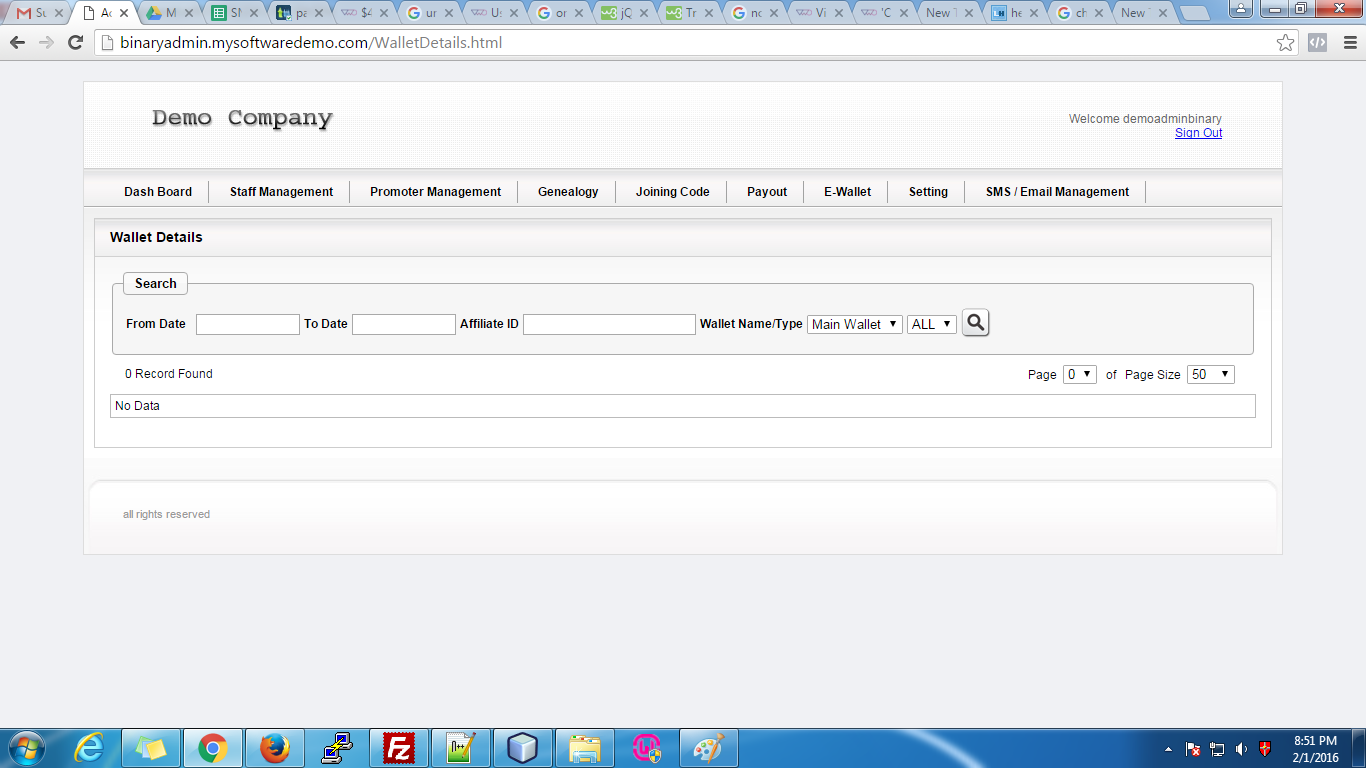 Su
Ac
M
SM
pa
$4
ur
Us
or
jQ
Tr
nc
Vi
'C
New T
he
ch
New
binaryadmin.mysoftwaredemo.com/WalletDetails.html
Demo Company
Welcome demoadminbinary
Sign Out
Dash Board Staff Management Promoter Management Genealogy Joining Code Payout E-Wallet Setting SMS / Email Management
Wallet Details
Search
From Date To Date Affiliate ID Wallet Name/Type Main Wallet ALL
0 Record Found Page 0 of Page Size 50
No Data
all rights reserved
8:51 PM
2/1/2016